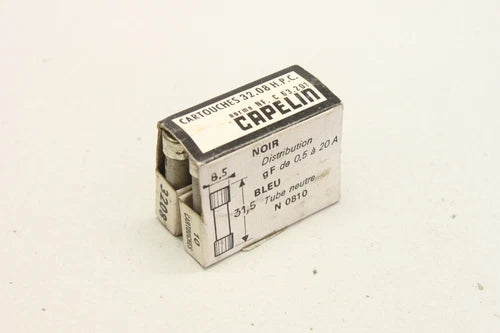 CARTOUCHES 32.08 H.P.C.
norme NF. C 63.201
CAPELIN
NOIR
Distribution
gF de 0,5 à 20 A
BLEU
Tube neutre
N 0810
8,5
31,5
3208
10
CARTOUCHES